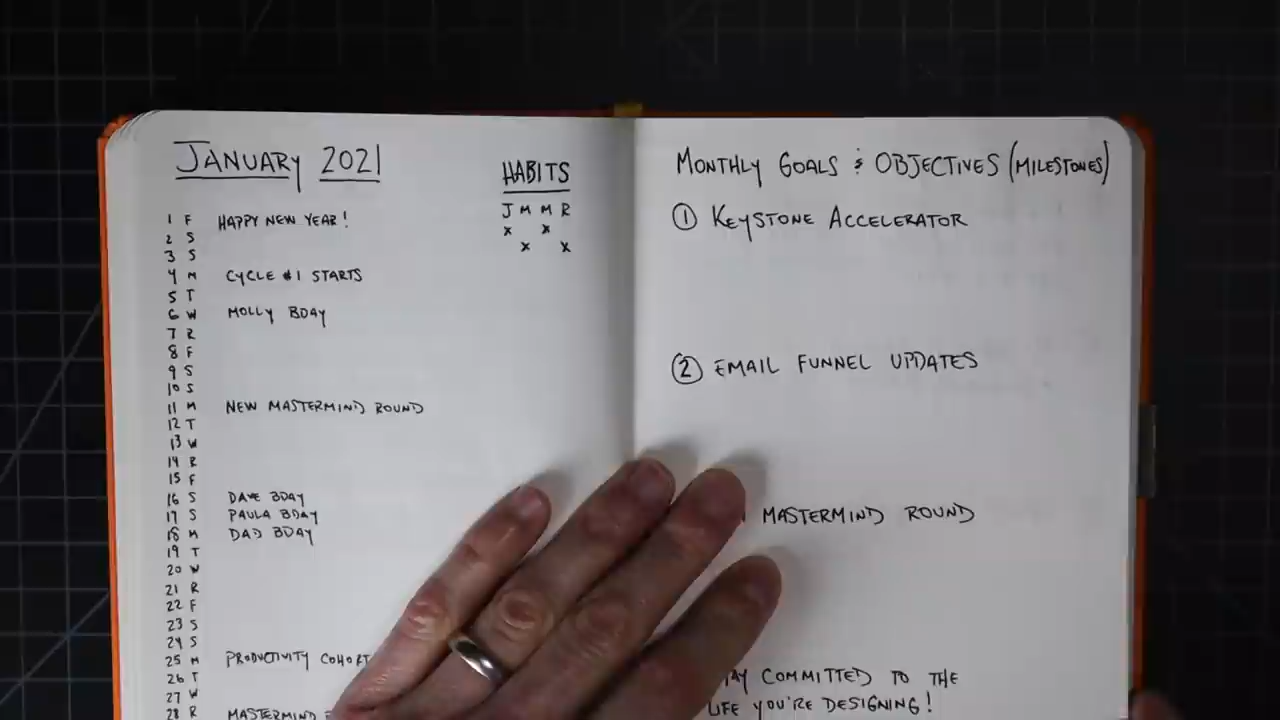 JANUARY 2021
HABITS
J M M R
1 F HAPPY NEW YEAR! x x
2 S x x
3 S
4 M CYCLE #1 STARTS
5 T
6 W MOLLY BDAY
7 R
8 F
9 S
10 S
11 M NEW MASTERMIND ROUND
12 T
13 W
14 R
15 F
16 S DAVE BDAY
17 S PAULA BDAY
18 M DAD BDAY
19 T
20 W
21 R
22 F
23 S
24 S
25 M PRODUCTIVITY COHORT
26 T
27 W
28 R MASTERMIND
MONTHLY GOALS & OBJECTIVES (MILESTONES)
① KEYSTONE ACCELERATOR
② EMAIL FUNNEL UPDATES
MASTERMIND ROUND
COMMITTED TO THE
LIFE YOU'RE DESIGNING!